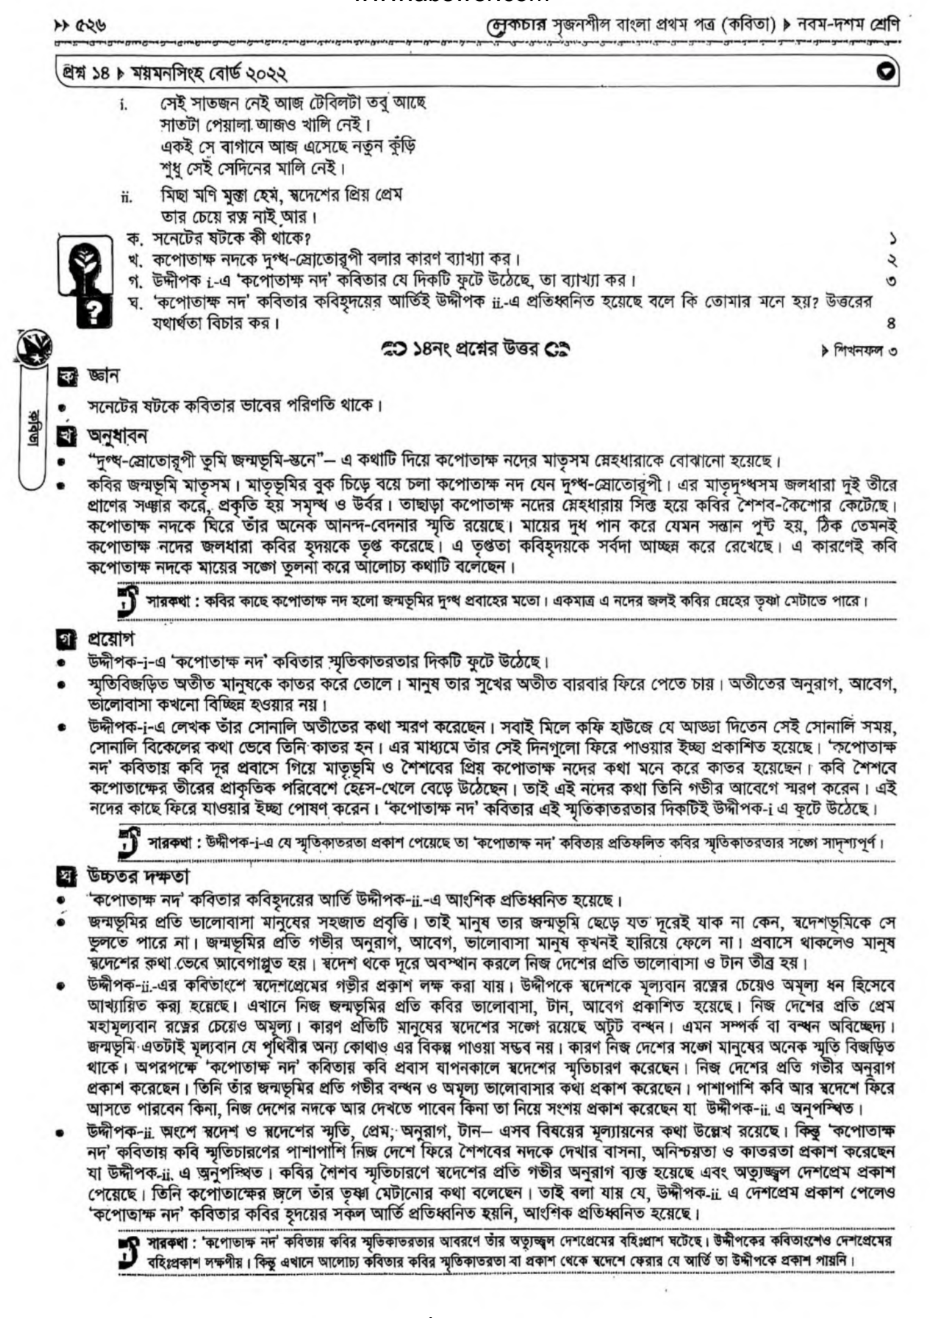 >> ৫২৬
লেকচার সৃজনশীল বাংলা প্রথম পত্র (কবিতা) ▶ নবম-দশম শ্রেণি
প্রশ্ন ১৪ ▶ ময়মনসিংহ বোর্ড ২০২২
i. সেই সাতজন নেই আজ টেবিলটা তবু আছে
সাতটা পেয়ালা আজও খালি নেই।
একই সে বাগানে আজ এসেছে নতুন কুঁড়ি
শুধু সেই সেদিনের মালি নেই।
ii. মিছা মণি মুক্তা হেম, স্বদেশের প্রিয় প্রেম
তার চেয়ে রত্ন নাই আর।
ক. সনেটের ষটকে কী থাকে? ১
খ. কপোতাক্ষ নদকে দুগ্ধ-স্রোতোরূপী বলার কারণ ব্যাখ্যা কর। ২
গ. উদ্দীপক i-এ ‘কপোতাক্ষ নদ’ কবিতার যে দিকটি ফুটে উঠেছে, তা ব্যাখ্যা কর। ৩
ঘ. ‘কপোতাক্ষ নদ’ কবিতার কবিহৃদয়ের আর্তিই উদ্দীপক ii-এ প্রতিধ্বনিত হয়েছে বলে কি তোমার মনে হয়? উত্তরের
যথার্থতা বিচার কর। ৪
১৪নং প্রশ্নের উত্তর
▶ শিখনফল ৩
কবিতা
ক জ্ঞান
● সনেটের ষটকে কবিতার ভাবের পরিণতি থাকে।
খ অনুধাবন
● “দুগ্ধ-স্রোতোরূপী তুমি জন্মভূমি-স্তনে”– এ কথাটি দিয়ে কপোতাক্ষ নদের মাতৃসম স্নেহধারাকে বোঝানো হয়েছে।
● কবির জন্মভূমি মাতৃসম। মাতৃভূমির বুক চিড়ে বয়ে চলা কপোতাক্ষ নদ যেন দুগ্ধ-স্রোতোরূপী। এর মাতৃদুগ্ধসম জলধারা দুই তীরে
প্রাণের সঞ্চার করে, প্রকৃতি হয় সমৃদ্ধ ও উর্বর। তাছাড়া কপোতাক্ষ নদের স্নেহধারায় সিক্ত হয়ে কবির শৈশব-কৈশোর কেটেছে।
কপোতাক্ষ নদকে ঘিরে তাঁর অনেক আনন্দ-বেদনার স্মৃতি রয়েছে। মায়ের দুধ পান করে যেমন সন্তান পুষ্ট হয়, ঠিক তেমনই
কপোতাক্ষ নদের জলধারা কবির হৃদয়কে তৃপ্ত করেছে। এ তৃপ্ততা কবিহৃদয়কে সর্বদা আচ্ছন্ন করে রেখেছে। এ কারণেই কবি
কপোতাক্ষ নদকে মায়ের সঙ্গে তুলনা করে আলোচ্য কথাটি বলেছেন।
সারকথা : কবির কাছে কপোতাক্ষ নদ হলো জন্মভূমির দুগ্ধ প্রবাহের মতো। একমাত্র এ নদের জলই কবির স্নেহের তৃষ্ণা মেটাতে পারে।
গ প্রয়োগ
● উদ্দীপক-i-এ ‘কপোতাক্ষ নদ’ কবিতার স্মৃতিকাতরতার দিকটি ফুটে উঠেছে।
● স্মৃতিবিজড়িত অতীত মানুষকে কাতর করে তোলে। মানুষ তার সুখের অতীত বারবার ফিরে পেতে চায়। অতীতের অনুরাগ, আবেগ,
ভালোবাসা কখনো বিচ্ছিন্ন হওয়ার নয়।
● উদ্দীপক-i-এ লেখক তাঁর সোনালি অতীতের কথা স্মরণ করেছেন। সবাই মিলে কফি হাউজে যে আড্ডা দিতেন সেই সোনালি সময়,
সোনালি বিকেলের কথা ভেবে তিনি কাতর হন। এর মাধ্যমে তাঁর সেই দিনগুলো ফিরে পাওয়ার ইচ্ছা প্রকাশিত হয়েছে। ‘কপোতাক্ষ
নদ’ কবিতায় কবি দূর প্রবাসে গিয়ে মাতৃভূমি ও শৈশবের প্রিয় কপোতাক্ষ নদের কথা মনে করে কাতর হয়েছেন। কবি শৈশবে
কপোতাক্ষের তীরের প্রাকৃতিক পরিবেশে হেসে-খেলে বেড়ে উঠেছেন। তাই এই নদের কথা তিনি গভীর আবেগে স্মরণ করেন। এই
নদের কাছে ফিরে যাওয়ার ইচ্ছা পোষণ করেন। ‘কপোতাক্ষ নদ’ কবিতার এই স্মৃতিকাতরতার দিকটিই উদ্দীপক-i এ ফুটে উঠেছে।
সারকথা : উদ্দীপক-i-এ যে স্মৃতিকাতরতা প্রকাশ পেয়েছে তা ‘কপোতাক্ষ নদ’ কবিতায় প্রতিফলিত কবির স্মৃতিকাতরতার সঙ্গে সাদৃশ্যপূর্ণ।
ঘ উচ্চতর দক্ষতা
● ‘কপোতাক্ষ নদ’ কবিতার কবিহৃদয়ের আর্তি উদ্দীপক-ii-এ আংশিক প্রতিধ্বনিত হয়েছে।
● জন্মভূমির প্রতি ভালোবাসা মানুষের সহজাত প্রবৃত্তি। তাই মানুষ তার জন্মভূমি ছেড়ে যত দূরেই যাক না কেন, স্বদেশভূমিকে সে
ভুলতে পারে না। জন্মভূমির প্রতি গভীর অনুরাগ, আবেগ, ভালোবাসা মানুষ কখনই হারিয়ে ফেলে না। প্রবাসে থাকলেও মানুষ
স্বদেশের কথা ভেবে আবেগাপ্লুত হয়। স্বদেশ থকে দূরে অবস্থান করলে নিজ দেশের প্রতি ভালোবাসা ও টান তীব্র হয়।
● উদ্দীপক-ii-এর কবিতাংশে স্বদেশপ্রেমের গভীর প্রকাশ লক্ষ করা যায়। উদ্দীপকে স্বদেশকে মূল্যবান রত্নের চেয়েও অমূল্য ধন হিসেবে
আখ্যায়িত করা হয়েছে। এখানে নিজ জন্মভূমির প্রতি কবির ভালোবাসা, টান, আবেগ প্রকাশিত হয়েছে। নিজ দেশের প্রতি প্রেম
মহামূল্যবান রত্নের চেয়েও অমূল্য। কারণ প্রতিটি মানুষের স্বদেশের সঙ্গে রয়েছে অটুট বন্ধন। এমন সম্পর্ক বা বন্ধন অবিচ্ছেদ্য।
জন্মভূমি এতটাই মূল্যবান যে পৃথিবীর অন্য কোথাও এর বিকল্প পাওয়া সম্ভব নয়। কারণ নিজ দেশের সঙ্গে মানুষের অনেক স্মৃতি বিজড়িত
থাকে। অপরপক্ষে ‘কপোতাক্ষ নদ’ কবিতায় কবি প্রবাস যাপনকালে স্বদেশের স্মৃতিচারণ করেছেন। নিজ দেশের প্রতি গভীর অনুরাগ
প্রকাশ করেছেন। তিনি তাঁর জন্মভূমির প্রতি গভীর বন্ধন ও অমূল্য ভালোবাসার কথা প্রকাশ করেছেন। পাশাপাশি কবি আর স্বদেশে ফিরে
আসতে পারবেন কিনা, নিজ দেশের নদকে আর দেখতে পাবেন কিনা তা নিয়ে সংশয় প্রকাশ করেছেন যা উদ্দীপক-ii এ অনুপস্থিত।
● উদ্দীপক-ii অংশে স্বদেশ ও স্বদেশের স্মৃতি, প্রেম, অনুরাগ, টান– এসব বিষয়ের মূল্যায়নের কথা উল্লেখ রয়েছে। কিন্তু ‘কপোতাক্ষ
নদ’ কবিতায় কবি স্মৃতিচারণের পাশাপাশি নিজ দেশে ফিরে শৈশবের নদকে দেখার বাসনা, অনিশ্চয়তা ও কাতরতা প্রকাশ করেছেন
যা উদ্দীপক-ii এ অনুপস্থিত। কবির শৈশব স্মৃতিচারণে স্বদেশের প্রতি গভীর অনুরাগ ব্যক্ত হয়েছে এবং অত্যুজ্জ্বল দেশপ্রেম প্রকাশ
পেয়েছে। তিনি কপোতাক্ষের জলে তাঁর তৃষ্ণা মেটানোর কথা বলেছেন। তাই বলা যায় যে, উদ্দীপক-ii এ দেশপ্রেম প্রকাশ পেলেও
‘কপোতাক্ষ নদ’ কবিতার কবির হৃদয়ের সকল আর্তি প্রতিধ্বনিত হয়নি, আংশিক প্রতিধ্বনিত হয়েছে।
সারকথা : ‘কপোতাক্ষ নদ’ কবিতায় কবির স্মৃতিকাতরতার আবরণে তাঁর অত্যুজ্জ্বল দেশপ্রেমের বহিঃপ্রাশ ঘটেছে। উদ্দীপকের কবিতাংশেও দেশপ্রেমের
বহিঃপ্রকাশ লক্ষণীয়। কিন্তু এখানে আলোচ্য কবিতার কবির স্মৃতিকাতরতা বা প্রকাশ থেকে স্বদেশে ফেরার যে আর্তি তা উদ্দীপকে প্রকাশ পায়নি।